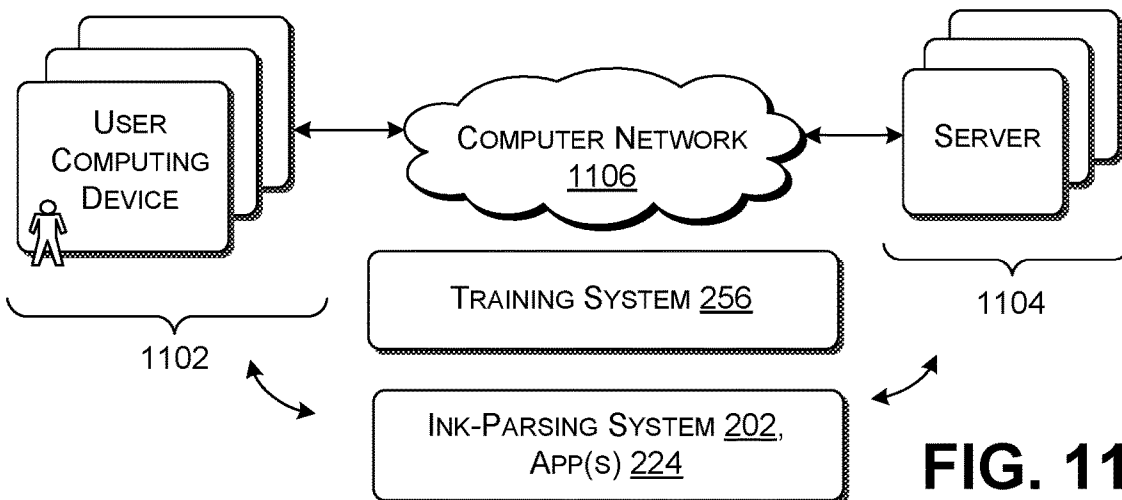 USER
COMPUTING
DEVICE
COMPUTER NETWORK
1106
SERVER
TRAINING SYSTEM 256
1102
1104
INK-PARSING SYSTEM 202,
APP(S) 224
FIG. 11